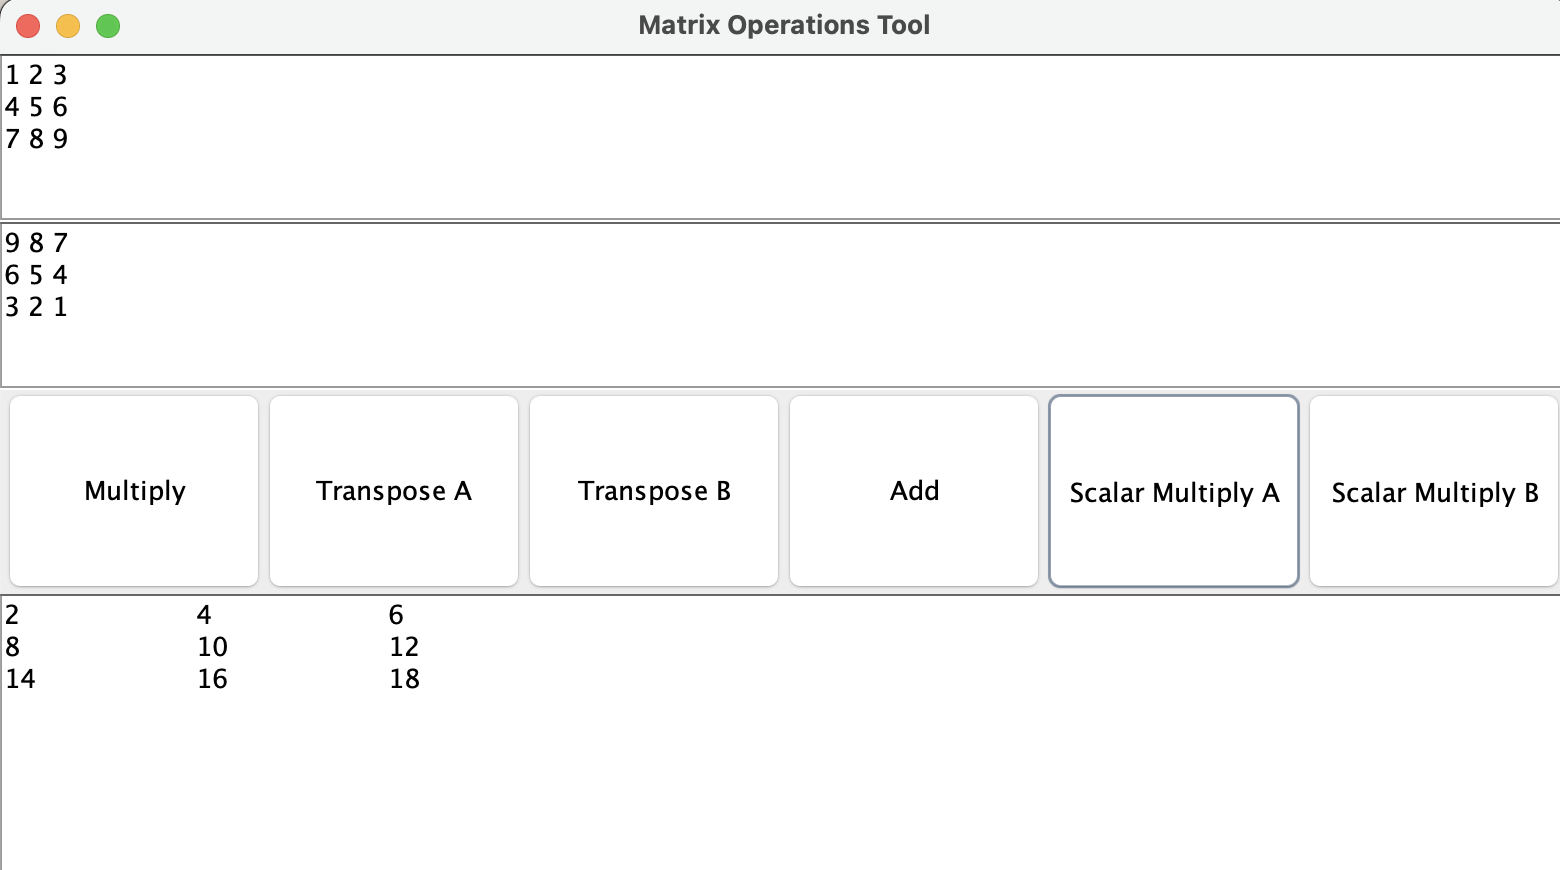 Matrix Operations Tool
1 2 3
4 5 6
7 8 9
9 8 7
6 5 4
3 2 1
Multiply Transpose A Transpose B Add Scalar Multiply A Scalar Multiply B
2 4 6
8 10 12
14 16 18